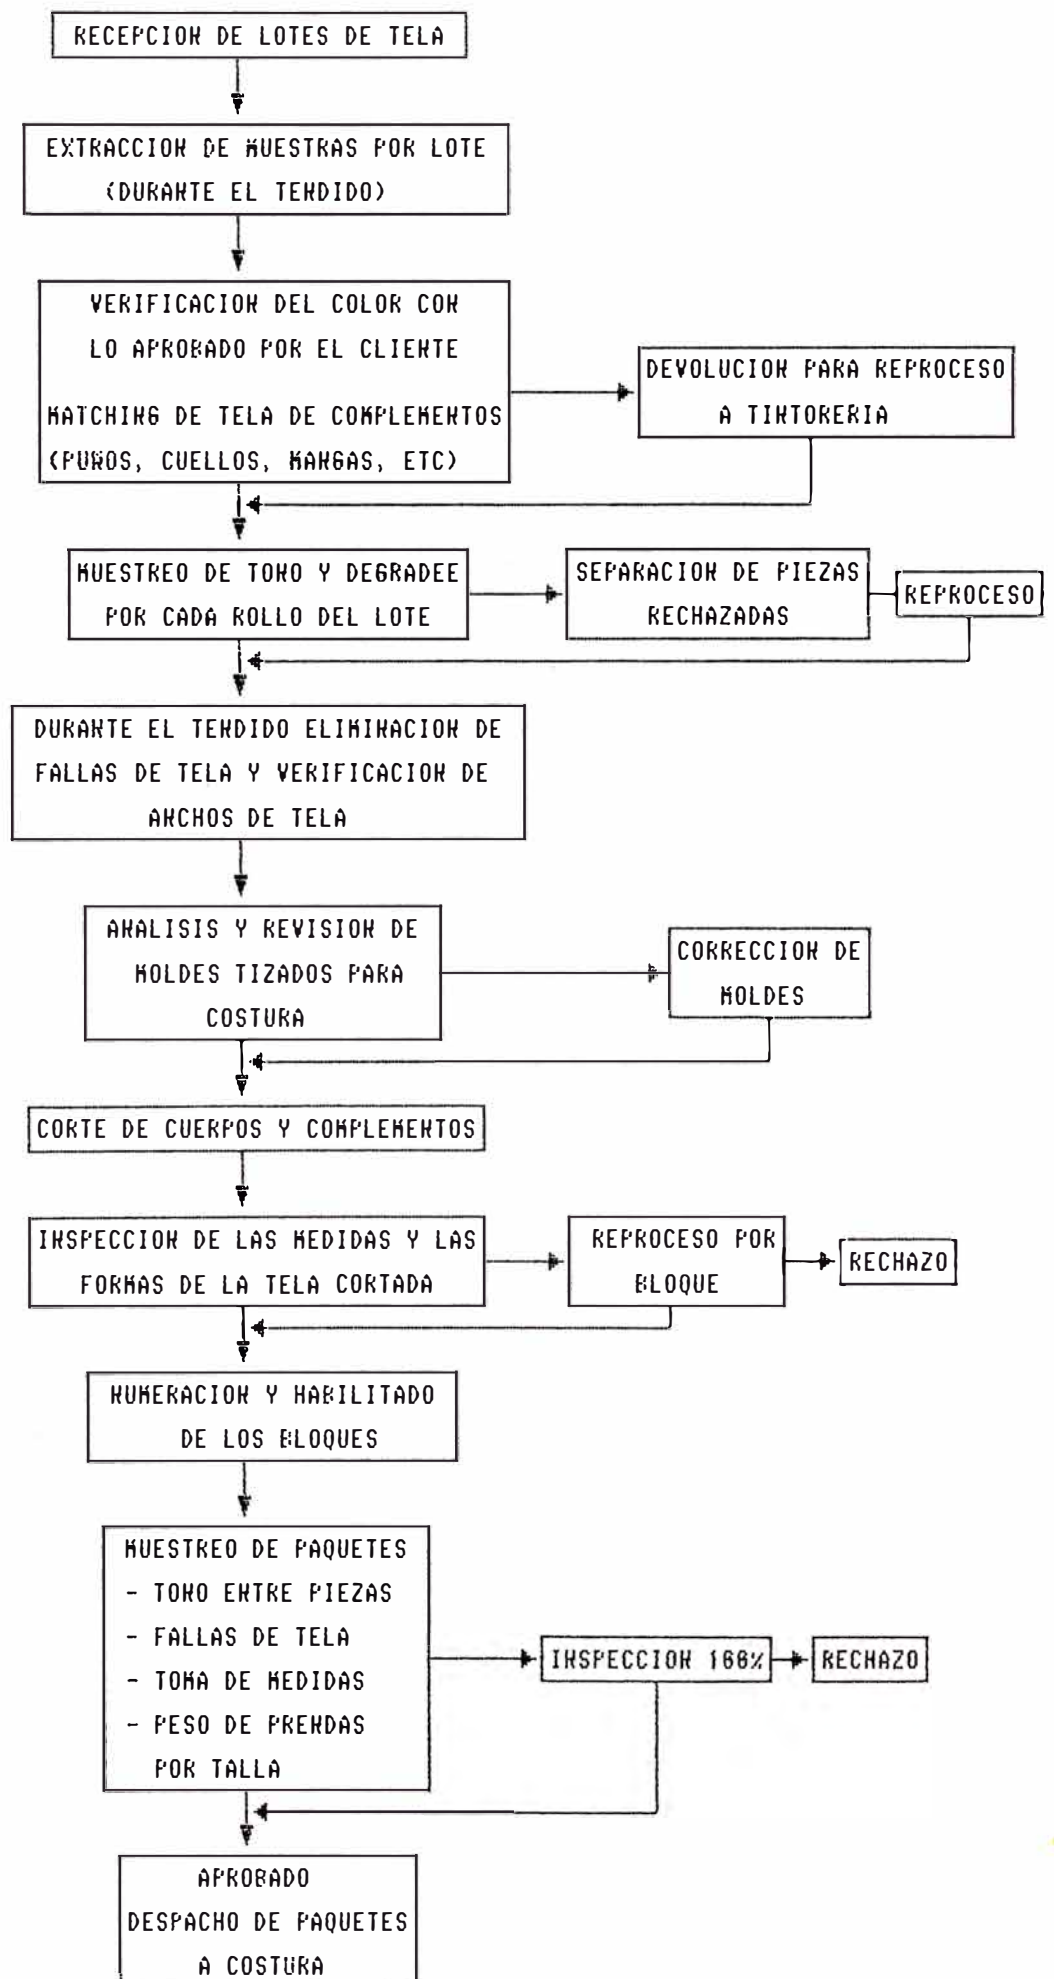 RECEPCION DE LOTES DE TELA
EXTRACCION DE MUESTRAS POR LOTE
(DURANTE EL TENDIDO)
VERIFICACION DEL COLOR CON
LO APROBADO POR EL CLIENTE
MATCHING DE TELA DE COMPLEMENTOS
(PUÑOS, CUELLOS, MANGAS, ETC)
DEVOLUCION PARA REPROCESO
A TINTORERIA
MUESTREO DE TONO Y DEGRADEE
POR CADA ROLLO DEL LOTE
SEPARACION DE PIEZAS
RECHAZADAS
REPROCESO
DURANTE EL TENDIDO ELIMINACION DE
FALLAS DE TELA Y VERIFICACION DE
ANCHOS DE TELA
ANALISIS Y REVISION DE
MOLDES TIZADOS PARA
COSTURA
CORRECCION DE
MOLDES
CORTE DE CUERPOS Y COMPLEMENTOS
INSPECCION DE LAS MEDIDAS Y LAS
FORMAS DE LA TELA CORTADA
REPROCESO POR
BLOQUE
RECHAZO
NUMERACION Y HABILITADO
DE LOS BLOQUES
MUESTREO DE PAQUETES
- TONO ENTRE PIEZAS
- FALLAS DE TELA
- TOMA DE MEDIDAS
- PESO DE PRENDAS
POR TALLA
INSPECCION 100%
RECHAZO
APROBADO
DESPACHO DE PAQUETES
A COSTURA